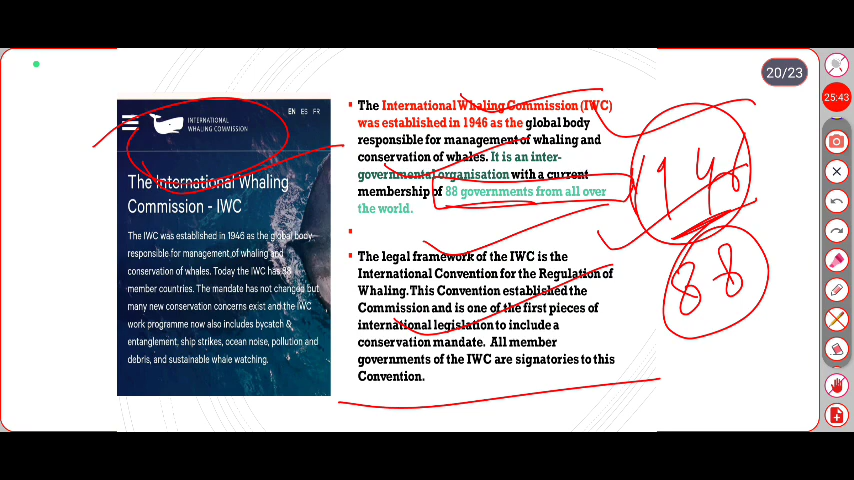 20/23
25:43
EN ES FR
INTERNATIONAL
WHALING COMMISSION
The International Whaling
Commission - IWC
The IWC was established in 1946 as the global body
responsible for management of whaling and
conservation of whales. Today the IWC has 88
member countries. The mandate has not changed but
many new conservation concerns exist and the IWC
work programme now also includes bycatch &
entanglement, ship strikes, ocean noise, pollution and
debris, and sustainable whale watching.
The International Whaling Commission (IWC)
was established in 1946 as the global body
responsible for management of whaling and
conservation of whales. It is an inter-
governmental organisation with a current
membership of 88 governments from all over
the world.
The legal framework of the IWC is the
International Convention for the Regulation of
Whaling. This Convention established the
Commission and is one of the first pieces of
international legislation to include a
conservation mandate. All member
governments of the IWC are signatories to this
Convention.
1946
88